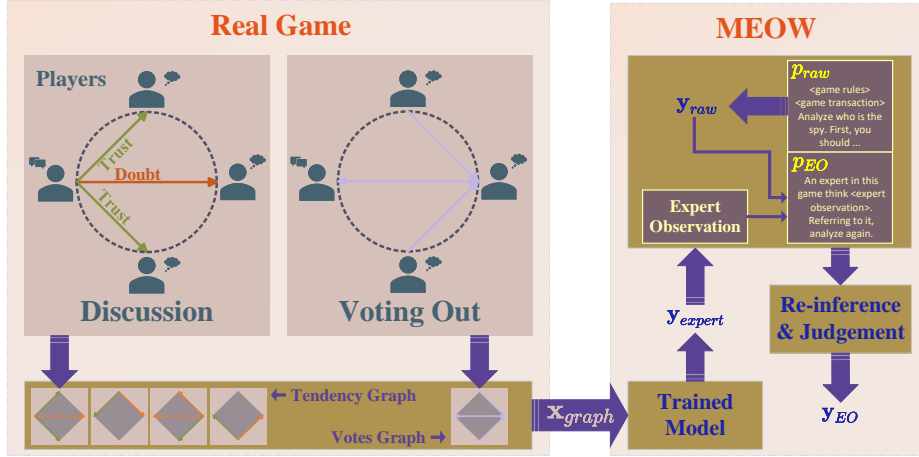 Real Game
Players
Trust
Doubt
Trust
Discussion
Voting Out
Tendency Graph
Votes Graph
x_graph
MEOW
p_raw
<game rules>
<game transaction>
Analyze who is the
spy. First, you
should ...
y_raw
p_EO
An expert in this
game think <expert
observation>.
Referring to it,
analyze again.
Expert
Observation
y_expert
Re-inference
& Judgement
Trained
Model
y_EO